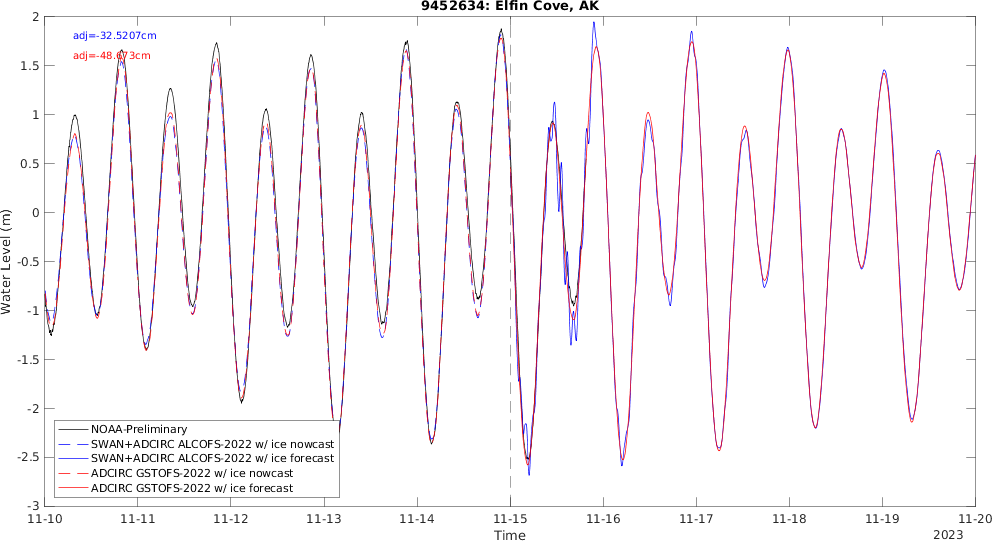 9452634: Elfin Cove, AK
adj=-32.5207cm
adj=-48.673cm
Water Level (m)
2
1.5
1
0.5
0
-0.5
-1
-1.5
-2
-2.5
-3
NOAA-Preliminary
SWAN+ADCIRC ALCOFS-2022 w/ ice nowcast
SWAN+ADCIRC ALCOFS-2022 w/ ice forecast
ADCIRC GSTOFS-2022 w/ ice nowcast
ADCIRC GSTOFS-2022 w/ ice forecast
11-10 11-11 11-12 11-13 11-14 11-15 11-16 11-17 11-18 11-19 11-20
Time
2023